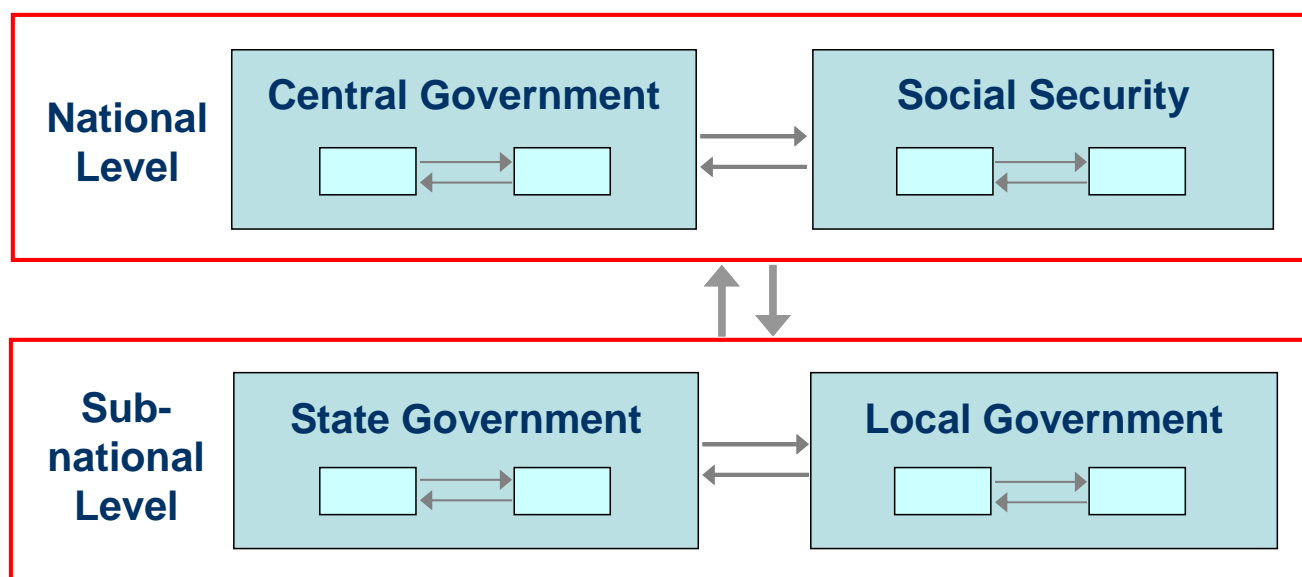 National
Level
Central Government
Social Security
Sub-
national
Level
State Government
Local Government